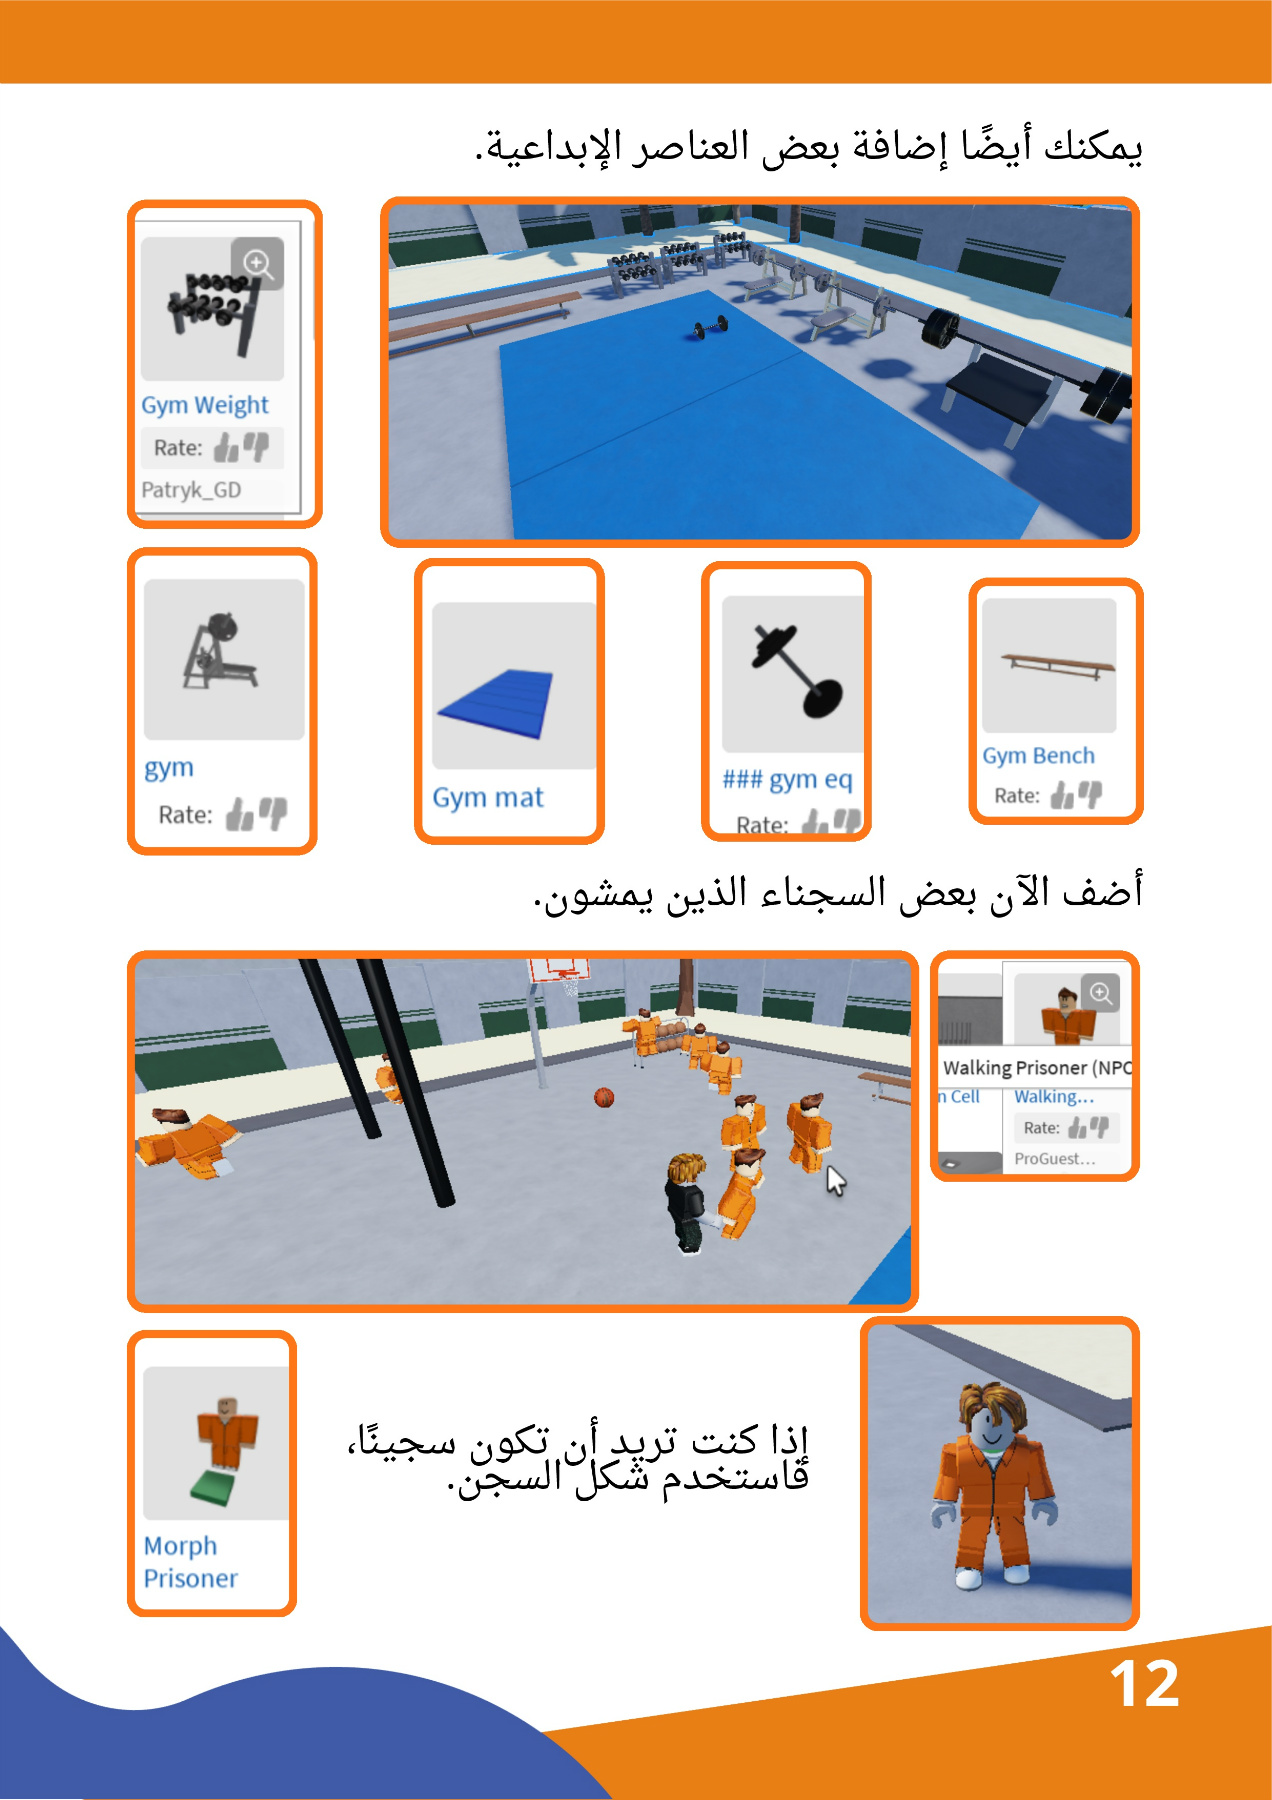 يمكنك أيضًا إضافة بعض العناصر الإبداعية.
Gym Weight
Rate:
Patryk_GD
gym
Rate:
Gym mat
### gym eq
Rate:
Gym Bench
Rate:
أضف الآن بعض السجناء الذين يمشون.
Walking Prisoner (NPC
n Cell
Walking...
Rate:
ProGuest...
إذا كنت تريد أن تكون سجينًا،
فاستخدم شكل السجن.
Morph
Prisoner
12